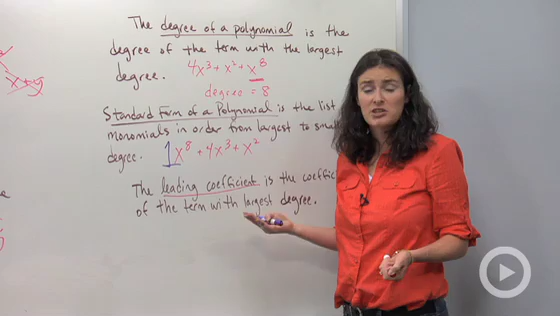 The degree of a polynomial is the
degree of the term with the largest
degree. 4x³ + x² + x⁸
degree = 8
Standard Form of a Polynomial is the list
monomials in order from largest to
degree. 1x⁸ + 4x³ + x²
The leading coefficient is the
of the term with largest degree.
x+y